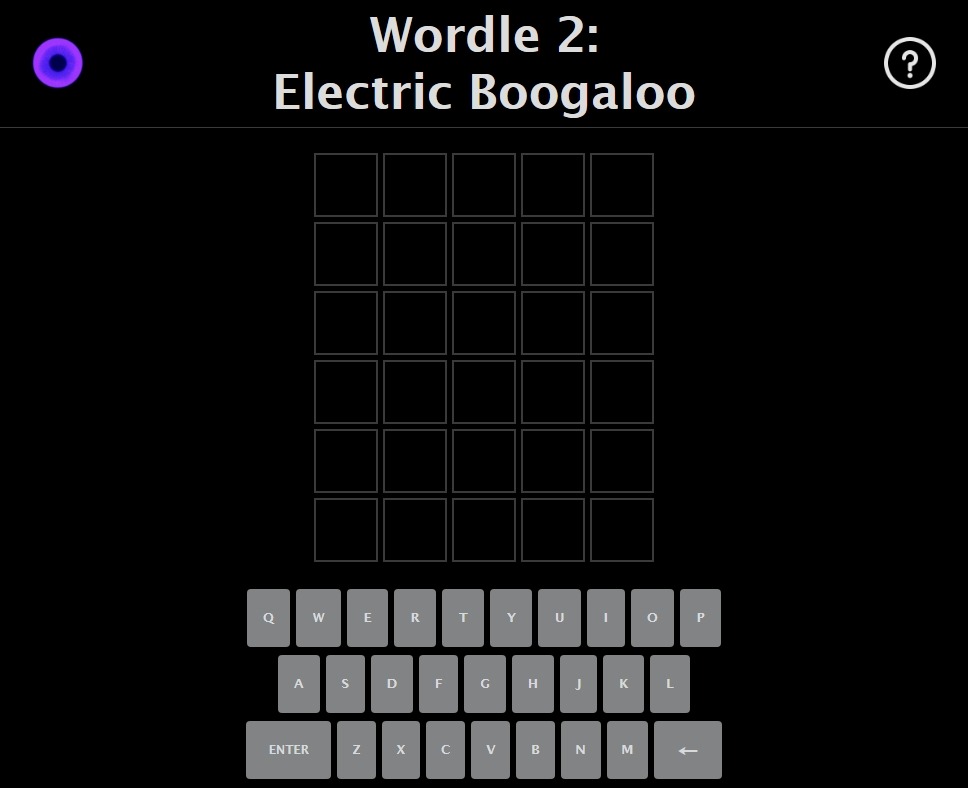 Wordle 2:
Electric Boogaloo
?
Q W E R T Y U I O P
A S D F G H J K L
ENTER Z X C V B N M ←